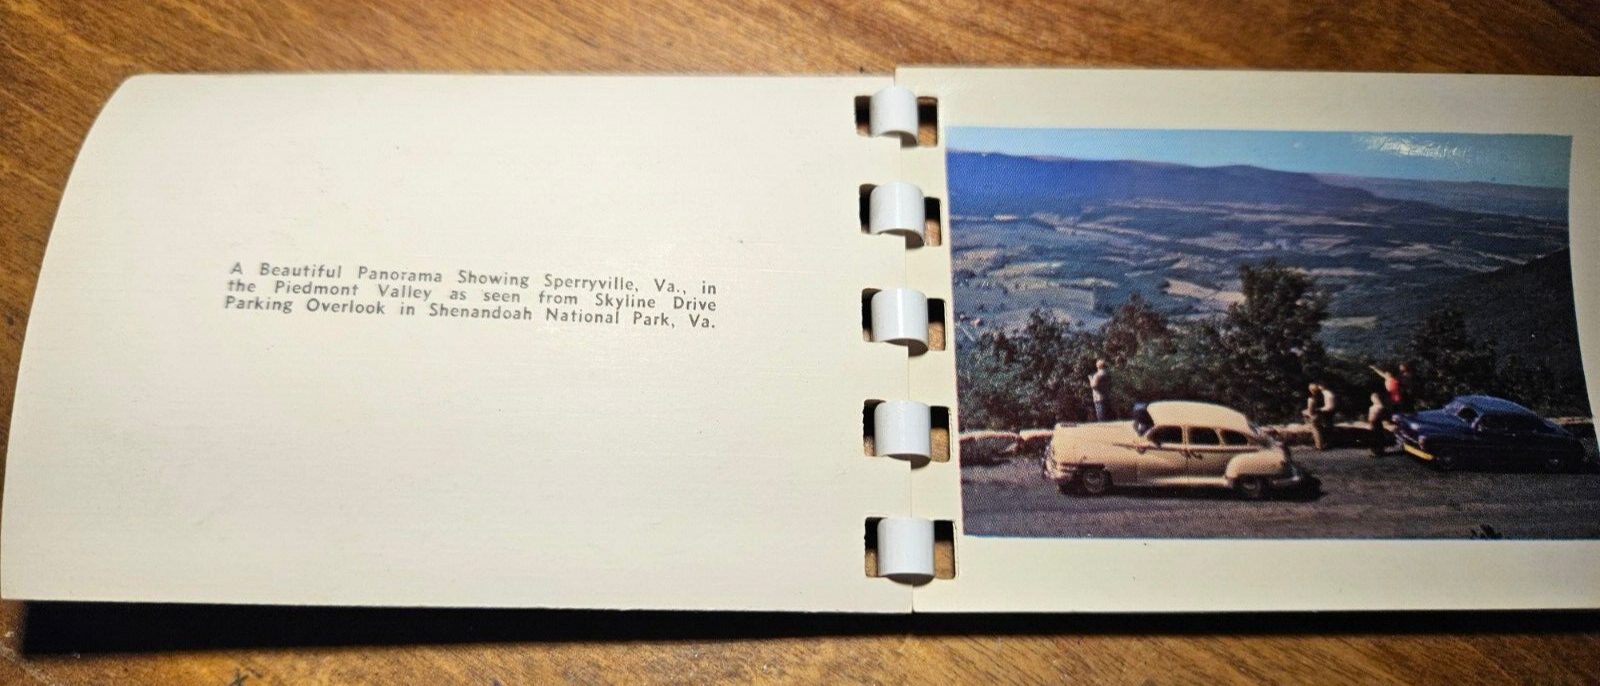 A Beautiful Panorama Showing Sperryville, Va., in
the Piedmont Valley as seen from Skyline Drive
Parking Overlook in Shenandoah National Park, Va.